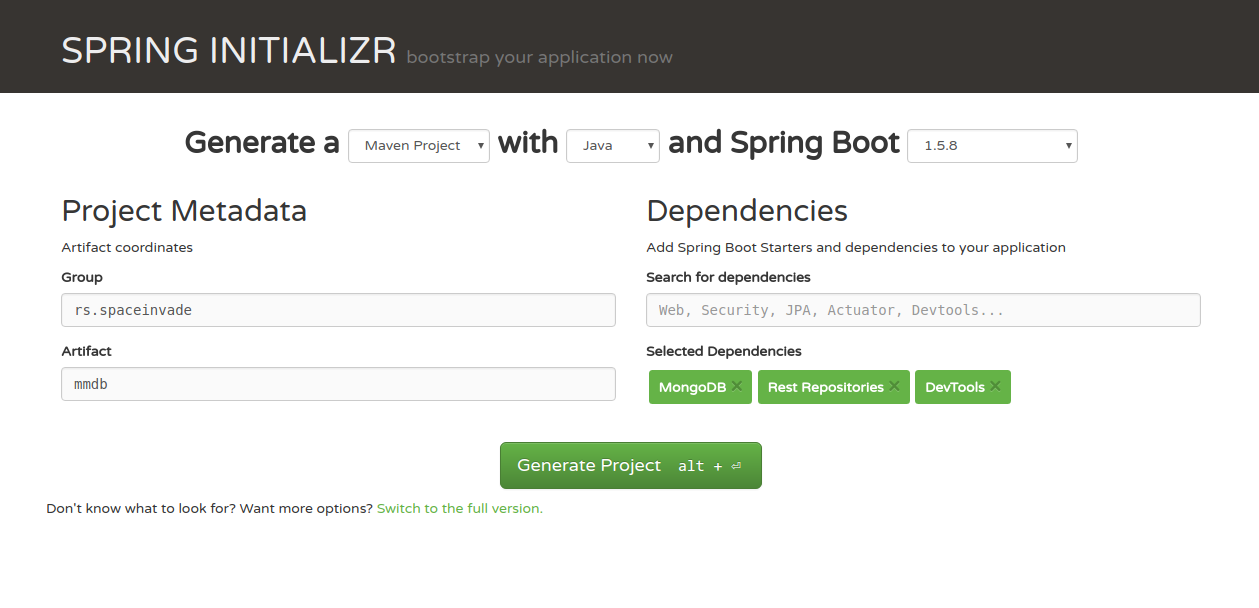 SPRING INITIALIZR bootstrap your application now
Generate a Maven Project with Java and Spring Boot 1.5.8
Project Metadata
Artifact coordinates
Group
rs.spaceinvade
Artifact
mmdb
Dependencies
Add Spring Boot Starters and dependencies to your application
Search for dependencies
Web, Security, JPA, Actuator, Devtools...
Selected Dependencies
MongoDB × Rest Repositories × DevTools ×
Generate Project alt + ⏎
Don't know what to look for? Want more options? Switch to the full version.